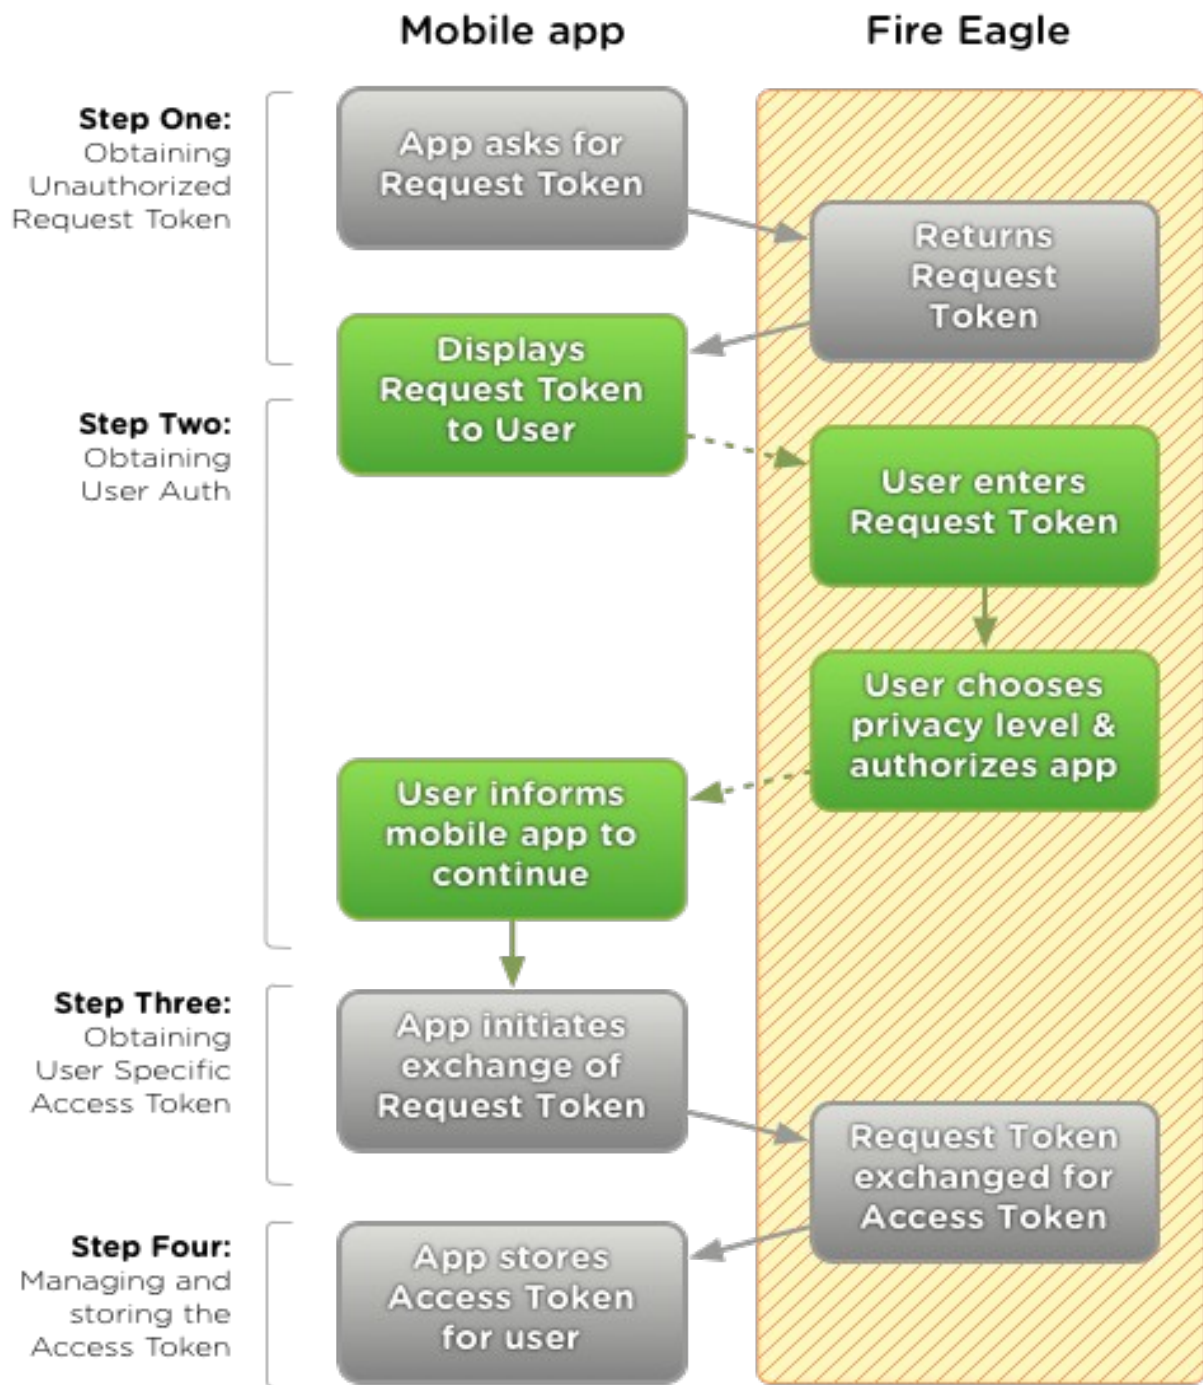 Mobile app
Fire Eagle
Step One:
Obtaining
Unauthorized
Request Token
App asks for
Request Token
Returns
Request
Token
Displays
Request Token
to User
Step Two:
Obtaining
User Auth
User enters
Request Token
User chooses
privacy level &
authorizes app
User informs
mobile app to
continue
Step Three:
Obtaining
User Specific
Access Token
App initiates
exchange of
Request Token
Request Token
exchanged for
Access Token
Step Four:
Managing and
storing the
Access Token
App stores
Access Token
for user